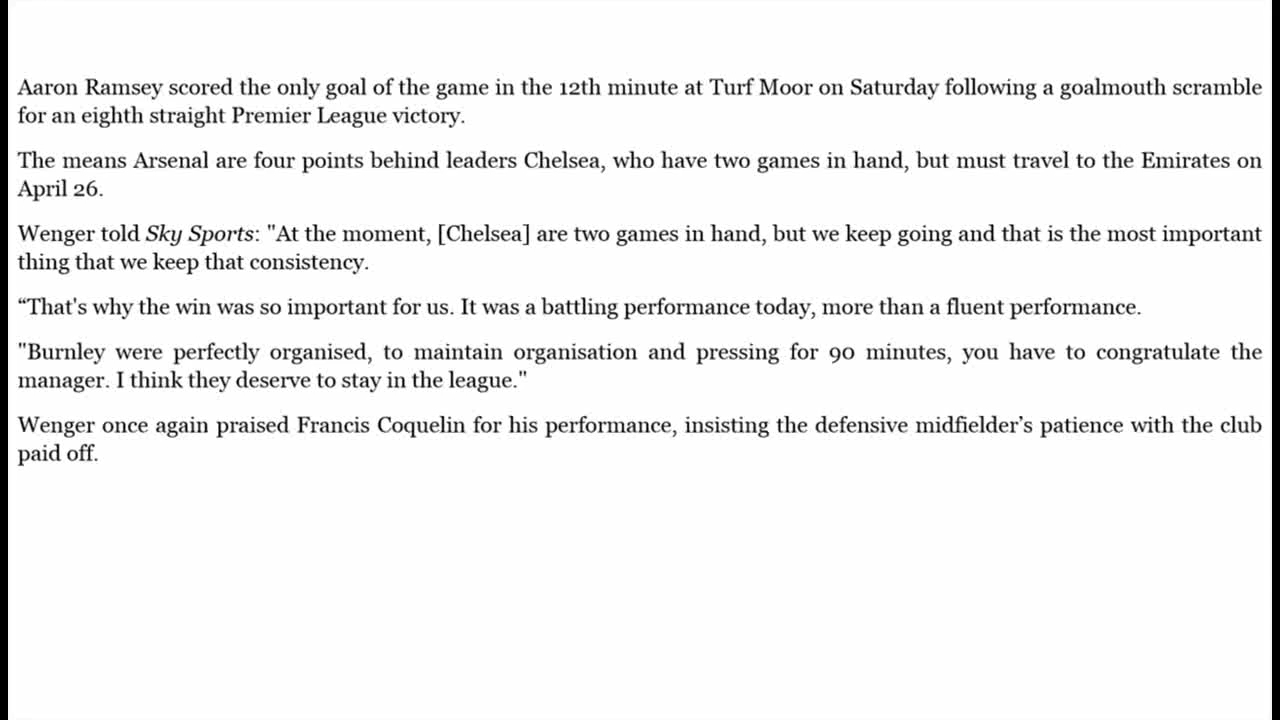 Aaron Ramsey scored the only goal of the game in the 12th minute at Turf Moor on Saturday following a goalmouth scramble
for an eighth straight Premier League victory.
The means Arsenal are four points behind leaders Chelsea, who have two games in hand, but must travel to the Emirates on
April 26.
Wenger told Sky Sports: "At the moment, [Chelsea] are two games in hand, but we keep going and that is the most important
thing that we keep that consistency.
“That's why the win was so important for us. It was a battling performance today, more than a fluent performance.
"Burnley were perfectly organised, to maintain organisation and pressing for 90 minutes, you have to congratulate the
manager. I think they deserve to stay in the league."
Wenger once again praised Francis Coquelin for his performance, insisting the defensive midfielder’s patience with the club
paid off.